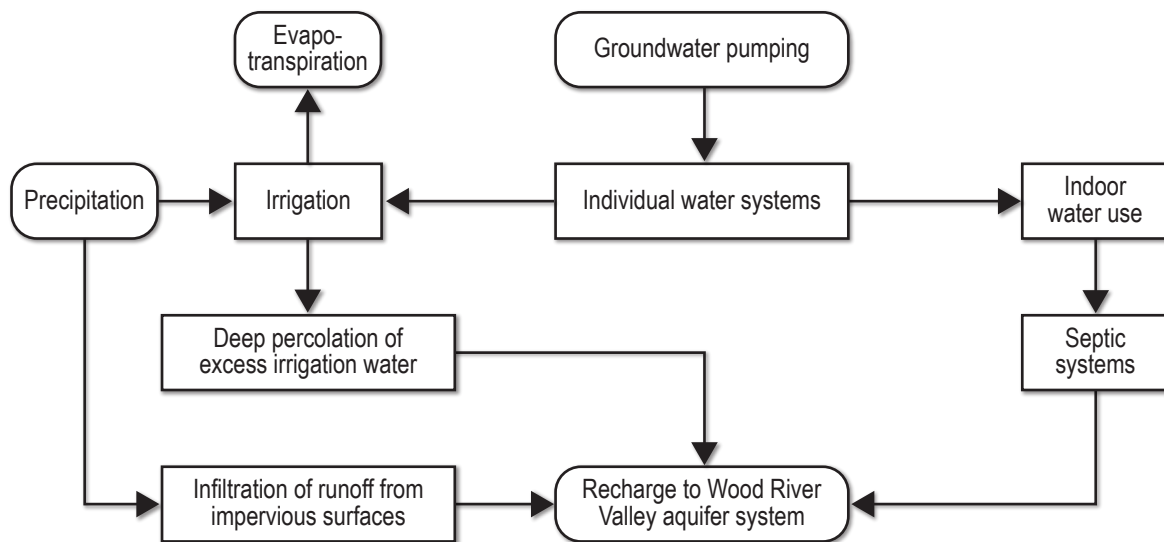 Evapo-
transpiration
Groundwater pumping
Precipitation
Irrigation
Individual water systems
Indoor
water use
Deep percolation of
excess irrigation water
Septic
systems
Infiltration of runoff from
impervious surfaces
Recharge to Wood River
Valley aquifer system